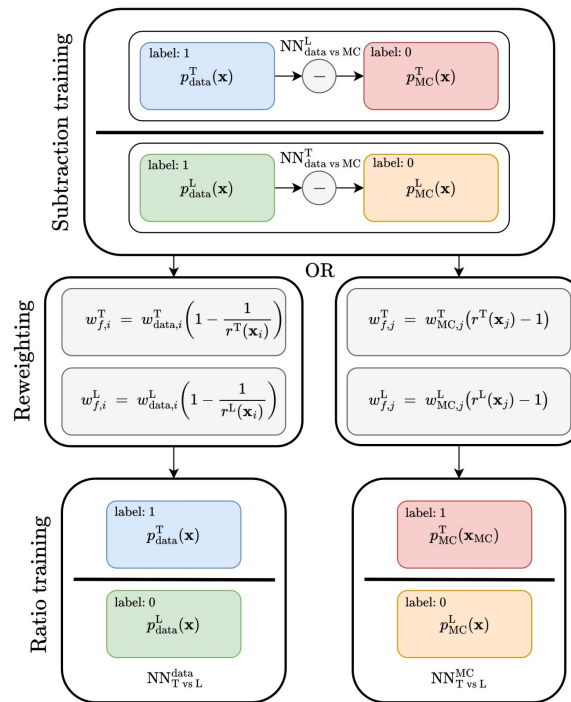 Subtraction training
NN^L_data vs MC
label: 1
p^T_data(x)
−
label: 0
p^T_MC(x)
NN^T_data vs MC
label: 1
p^L_data(x)
−
label: 0
p^L_MC(x)
OR
Reweighting
w^T_f,i = w^T_data,i (1 − 1/r^T(x_i))
w^L_f,i = w^L_data,i (1 − 1/r^L(x_i))
w^T_f,j = w^T_MC,j (r^T(x_j) − 1)
w^L_f,j = w^L_MC,j (r^L(x_j) − 1)
Ratio training
label: 1
p^T_data(x)
label: 0
p^L_data(x)
NN^data_T vs L
label: 1
p^T_MC(x_MC)
label: 0
p^L_MC(x)
NN^MC_T vs L